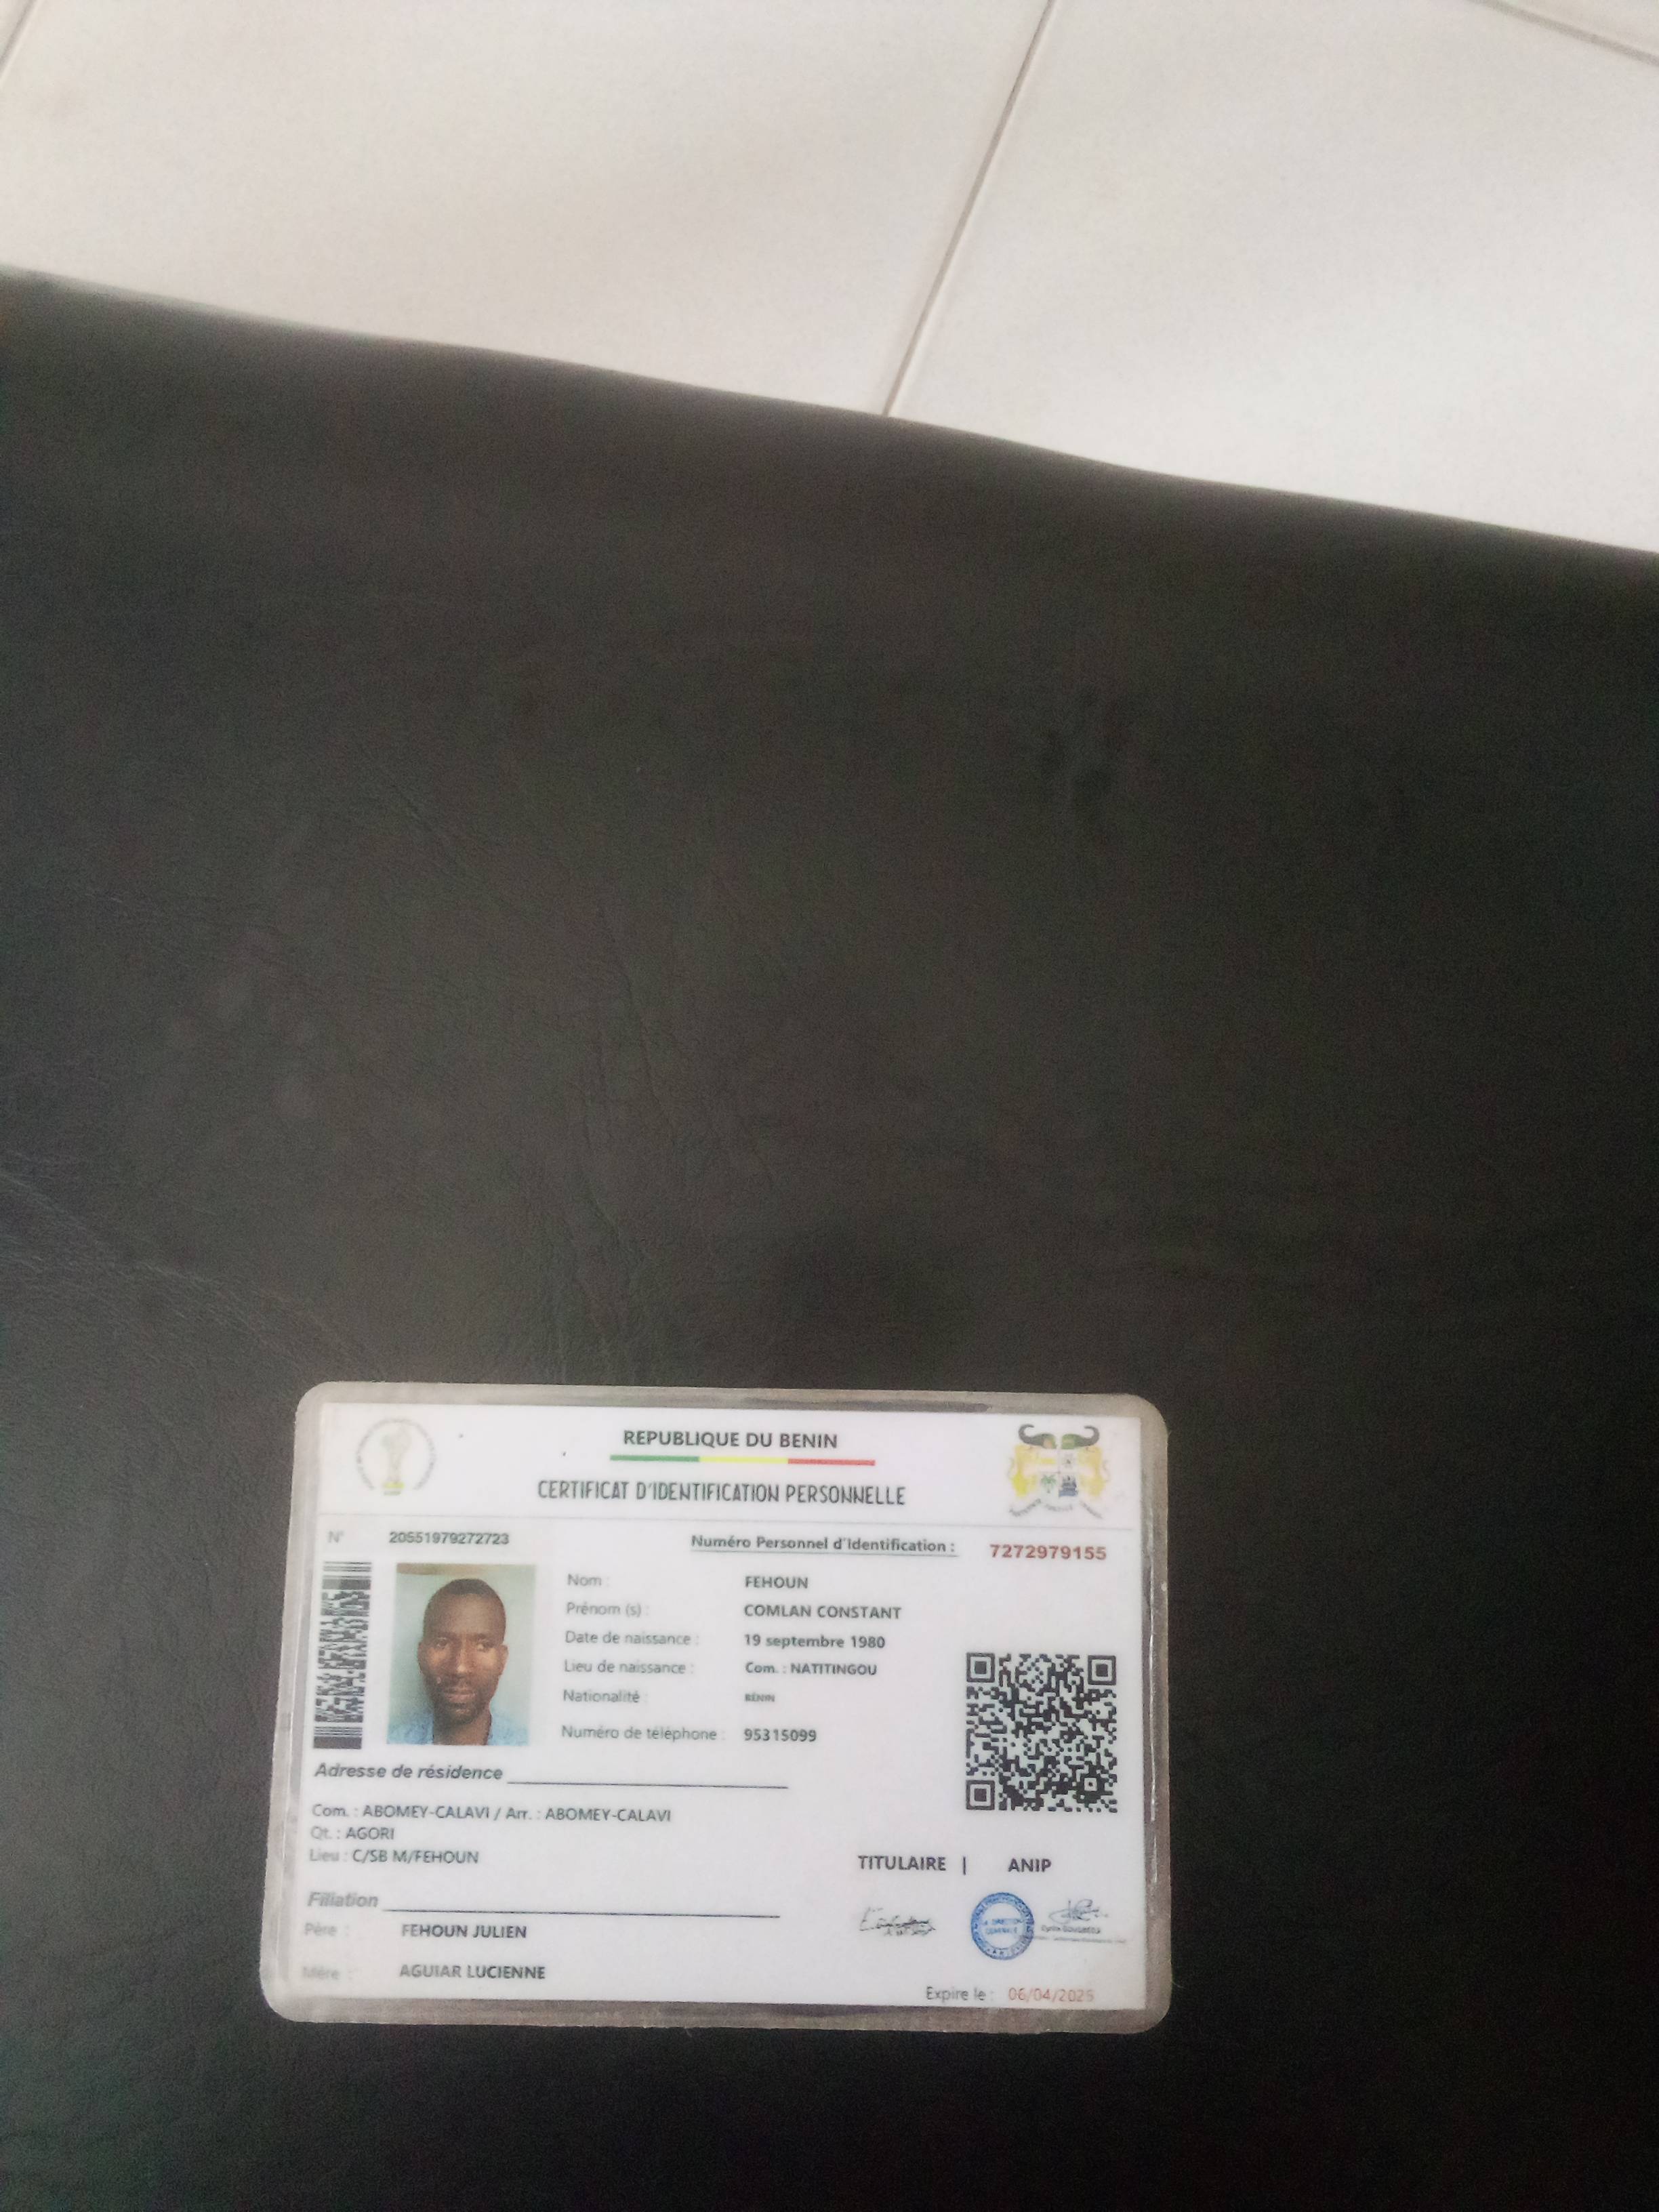 REPUBLIQUE DU BENIN
CERTIFICAT D'IDENTIFICATION PERSONNELLE
N° 20551979272723
Numéro Personnel d'Identification : 7272979155
Nom : FEHOUN
Prénom (s) : COMLAN CONSTANT
Date de naissance : 19 septembre 1980
Lieu de naissance : Com. : NATITINGOU
Nationalité : BENIN
Numéro de téléphone : 95315099
Adresse de résidence
Com. : ABOMEY-CALAVI / Arr. : ABOMEY-CALAVI
Qt. : AGORI
Lieu : C/SB M/FEHOUN
TITULAIRE | ANIP
Filiation
Père : FEHOUN JULIEN
Mère : AGUIAR LUCIENNE
Expire le : 06/04/2025